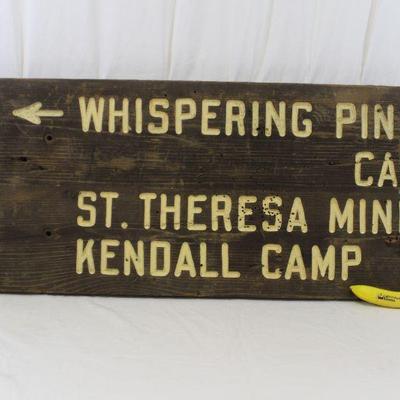 WHISPERING PIN
CA
ST. THERESA MIN
KENDALL CAMP